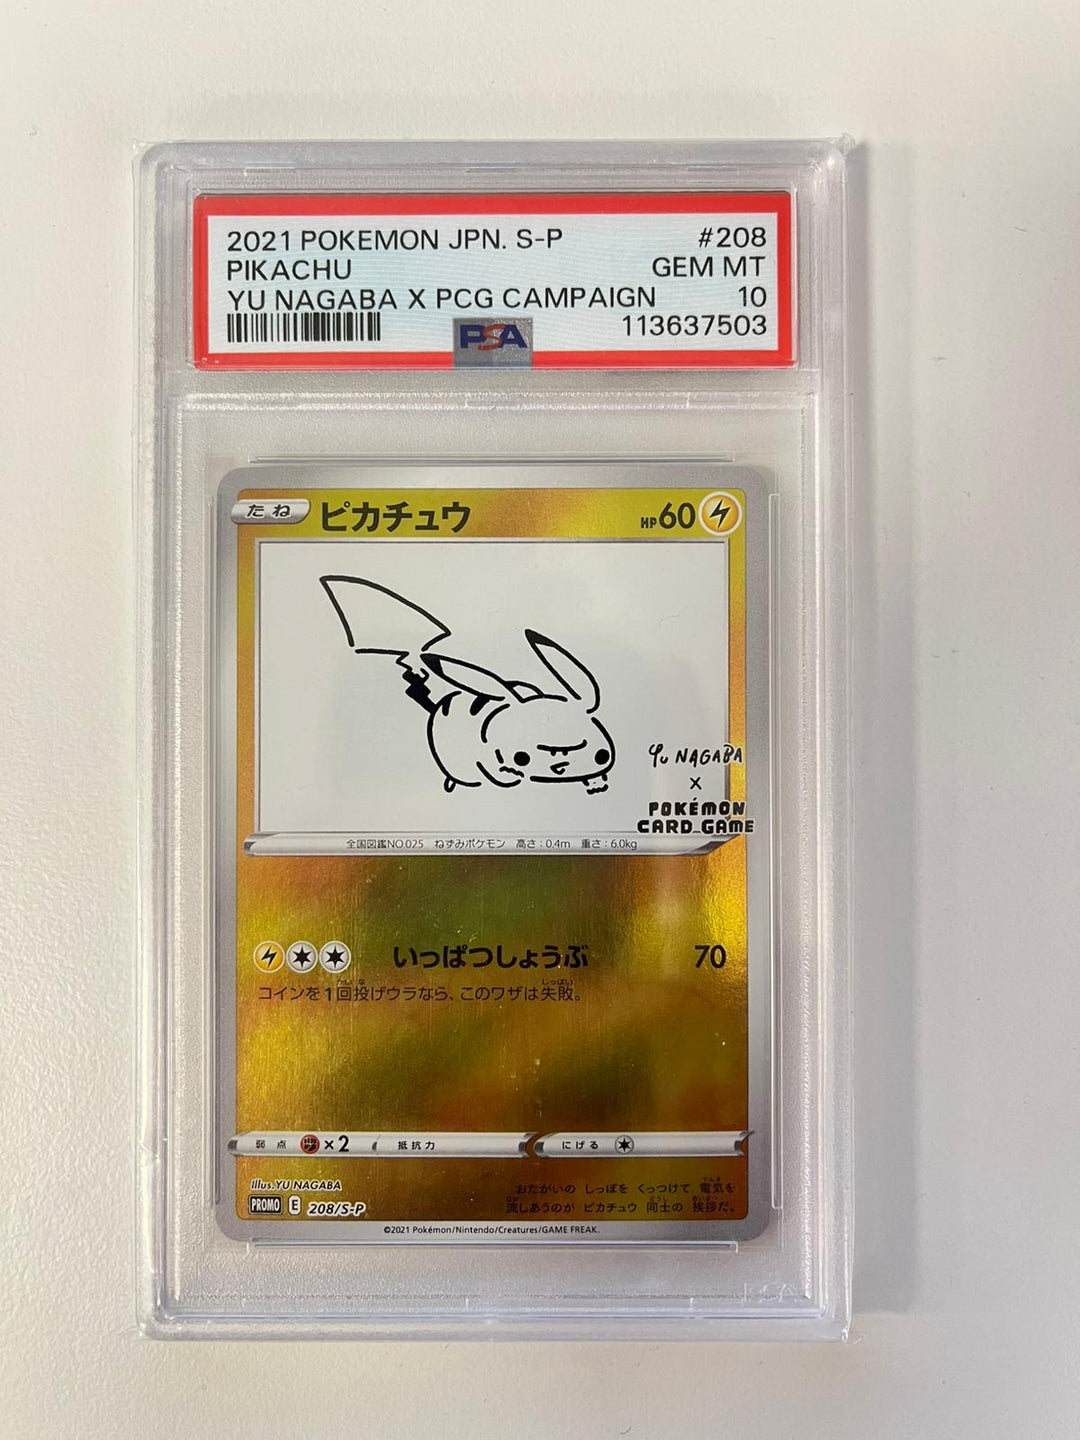 2021 POKEMON JPN. S-P #208
PIKACHU GEM MT
YU NAGABA X PCG CAMPAIGN 10
PSA 113637503
たね ピカチュウ HP60
Yu NAGABA
×
POKÉMON
CARD GAME
全国図鑑NO.025 ねずみポケモン 高さ:0.4m 重さ:6.0kg
いっぱつしょうぶ 70
コインを1回投げウラなら、このワザは失敗。
弱点 ×2 抵抗力 にげる
Illus. YU NAGABA
おたがいの しっぽを くっつけて 電気を
流しあうのが ピカチュウ 同士の 挨拶だ。
PROMO E 208/S-P
©2021 Pokémon/Nintendo/Creatures/GAME FREAK.
PSA